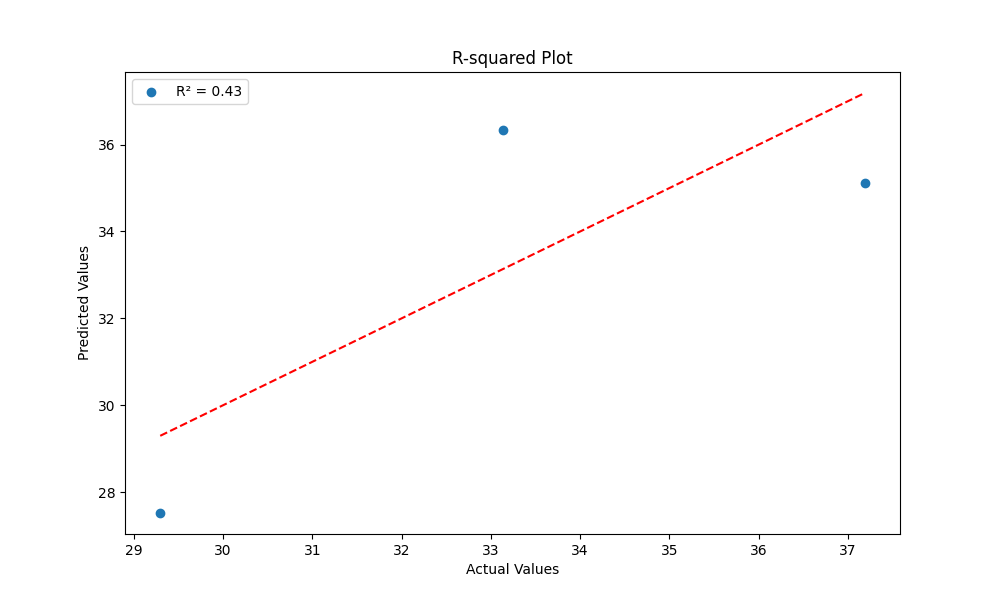 R-squared Plot
R² = 0.43
36
34
32
30
28
Predicted Values
29 30 31 32 33 34 35 36 37
Actual Values